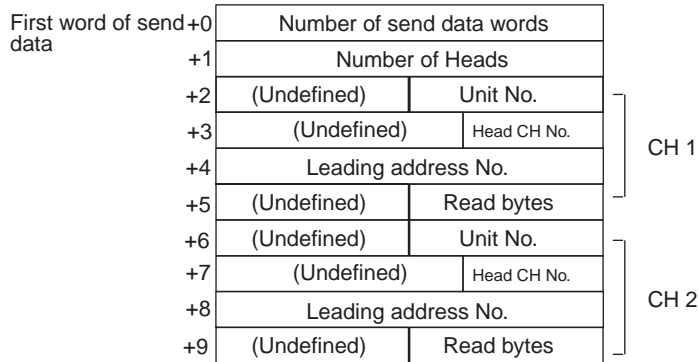 First word of send +0 Number of send data words
data
+1 Number of Heads
+2 (Undefined) Unit No.
+3 (Undefined) Head CH No.
CH 1
+4 Leading address No.
+5 (Undefined) Read bytes
+6 (Undefined) Unit No.
+7 (Undefined) Head CH No.
CH 2
+8 Leading address No.
+9 (Undefined) Read bytes